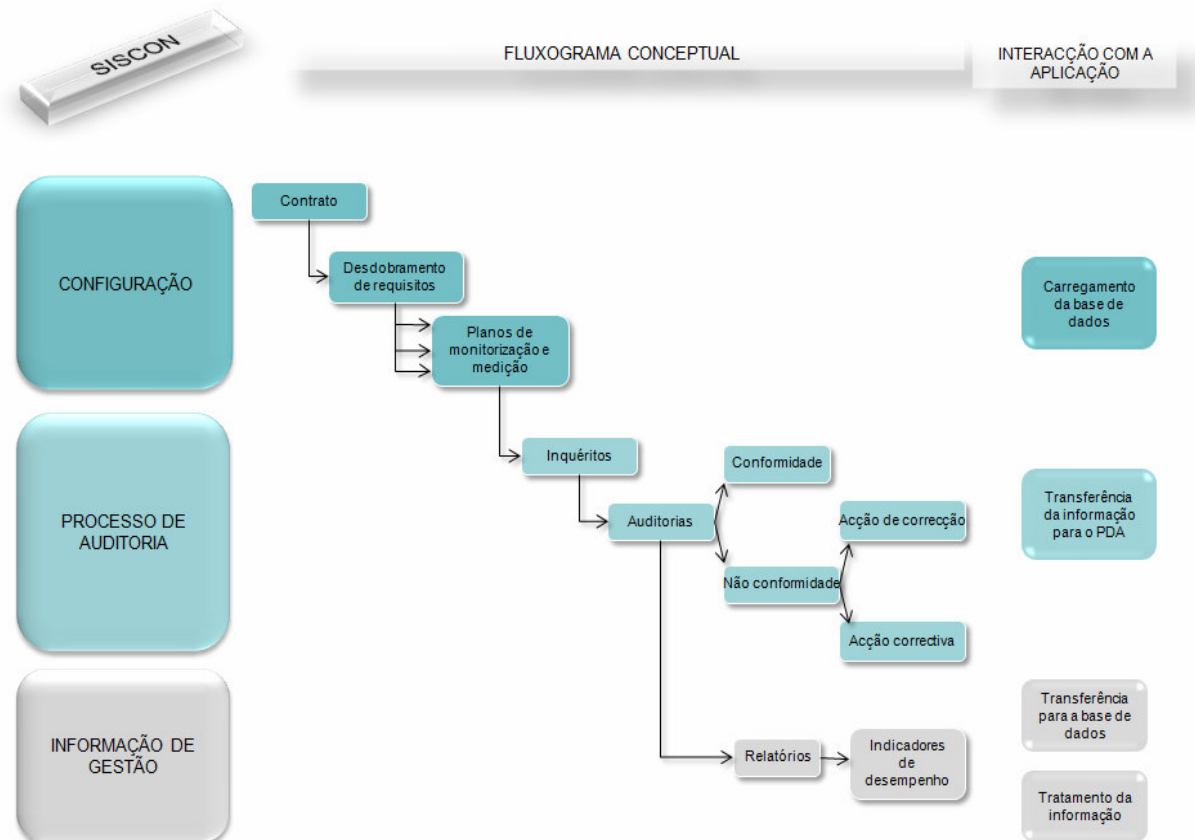 SISCON
FLUXOGRAMA CONCEPTUAL
INTERACÇÃO COM A
APLICAÇÃO
CONFIGURAÇÃO
Contrato
Desdobramento
de requisitos
Planos de
monitorização e
medição
Carregamento
da base de
dados
PROCESSO DE
AUDITORIA
Inquéritos
Conformidade
Auditorias
Acção de correcção
Não conformidade
Acção correctiva
Transferência
da informação
para o PDA
INFORMAÇÃO DE
GESTÃO
Relatórios
Indicadores
de
desempenho
Transferência
para a base de
dados
Tratamento da
informação